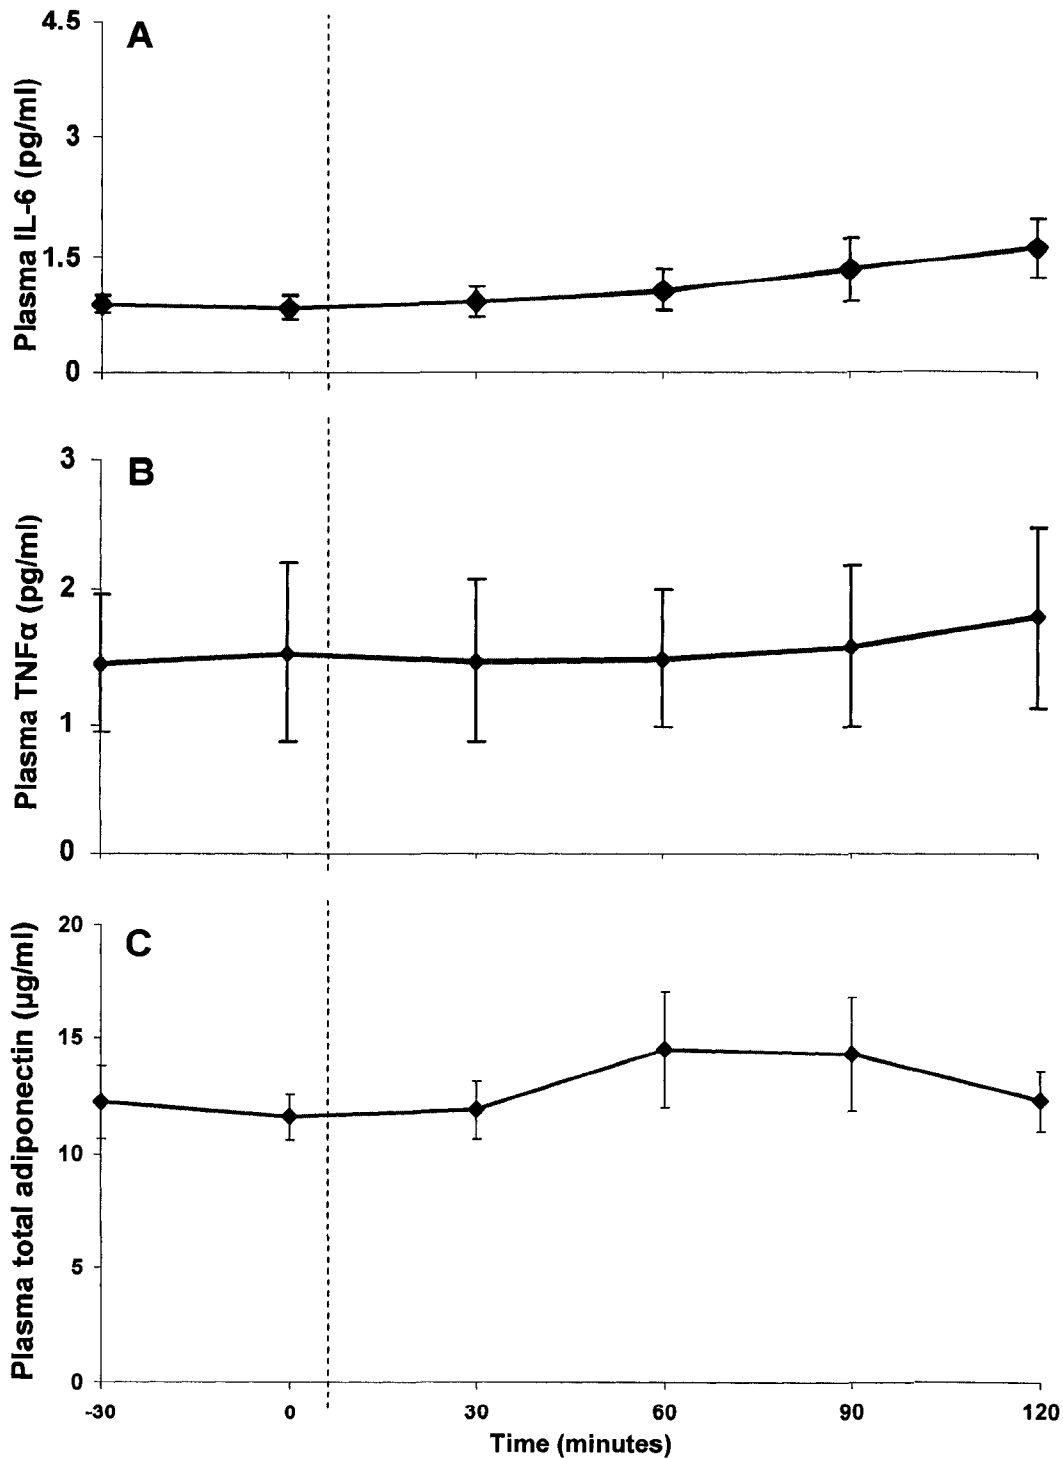 A
Plasma IL-6 (pg/ml)
4.5
3
1.5
0
B
Plasma TNFα (pg/ml)
3
2
1
0
C
Plasma total adiponectin (μg/ml)
20
15
10
5
0
-30 0 30 60 90 120
Time (minutes)